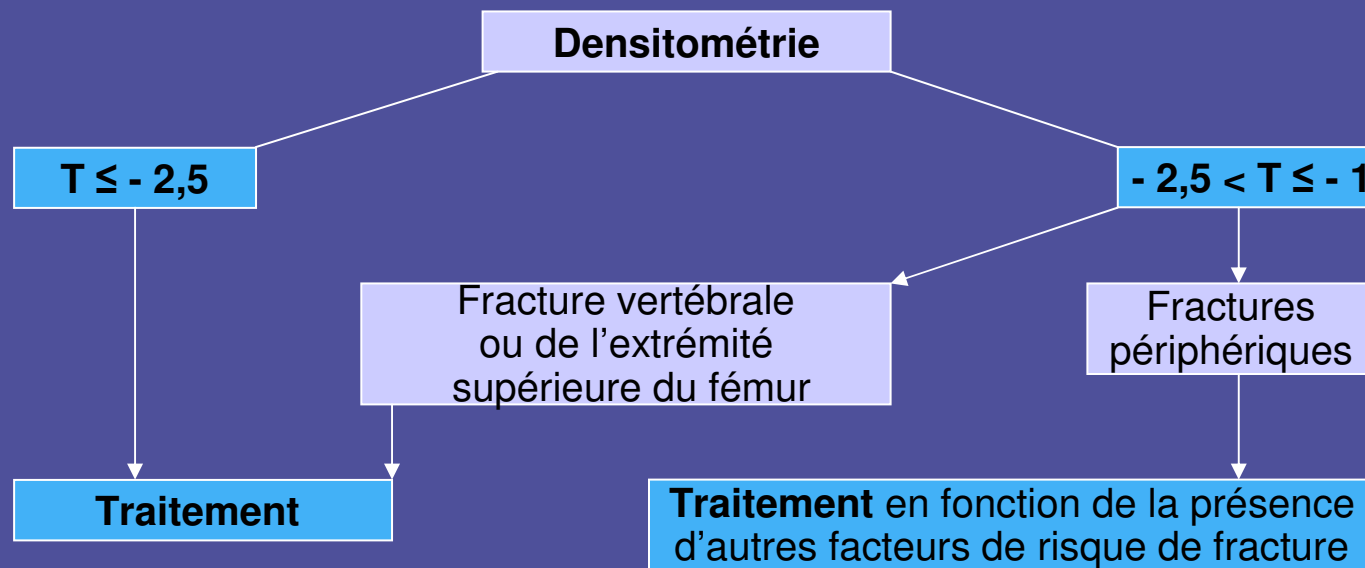 Densitométrie
T ≤ - 2,5
- 2,5 < T ≤ - 1
Fracture vertébrale
ou de l’extrémité
supérieure du fémur
Fractures
périphériques
Traitement
Traitement en fonction de la présence
d’autres facteurs de risque de fracture